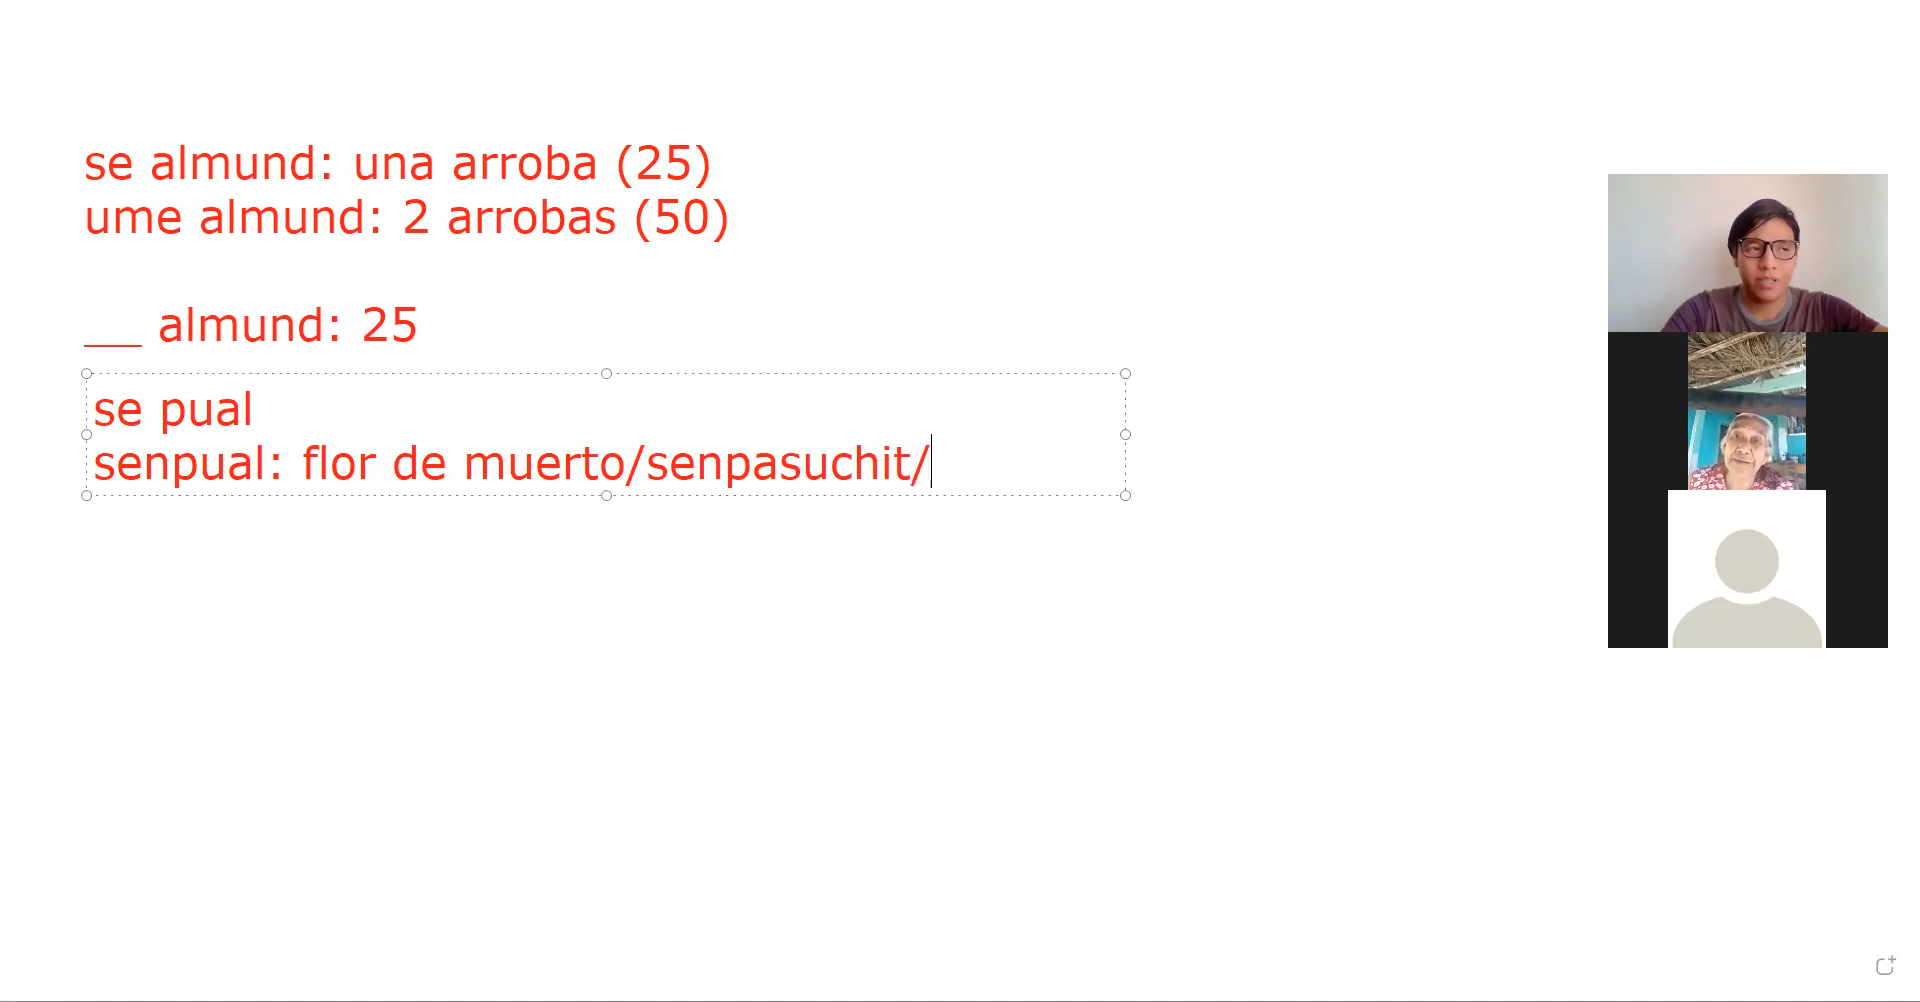 se almund: una arroba (25)
ume almund: 2 arrobas (50)
___ almund: 25
se pual
senpual: flor de muerto/senpasuchit/